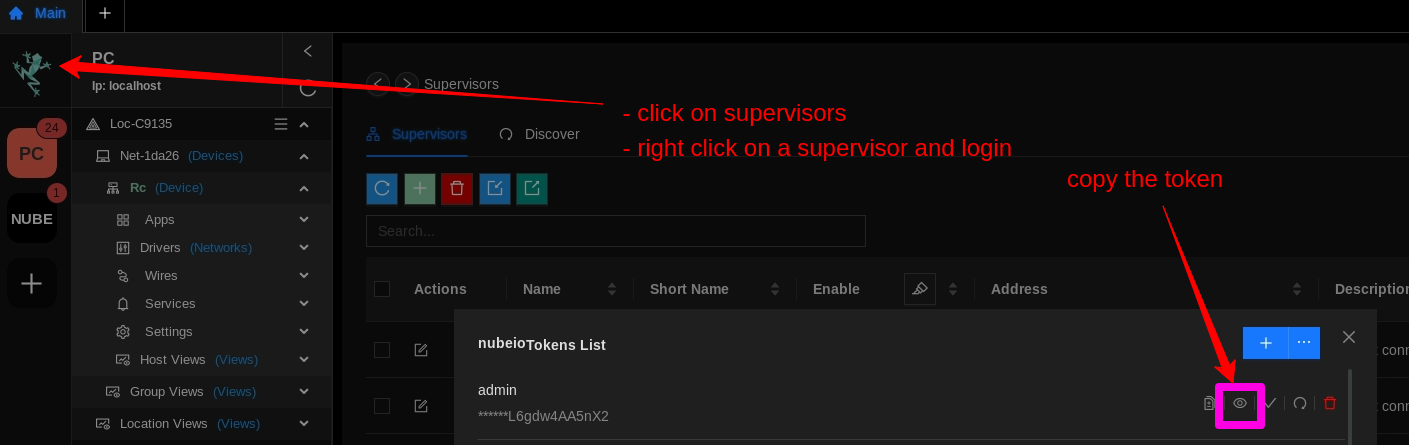 Main
PC
Ip: localhost
Supervisors
- click on supervisors
- right click on a supervisor and login
copy the token
Supervisors
Discover
24
PC
1
NUBE
Loc-C9135
Net-1da26 (Devices)
Rc (Device)
Apps
Drivers (Networks)
Wires
Services
Settings
Host Views (Views)
Group Views (Views)
Location Views (Views)
Search...
Actions Name Short Name Enable Address Description
nubeioTokens List
admin
******L6gdw4AA5nX2
conn